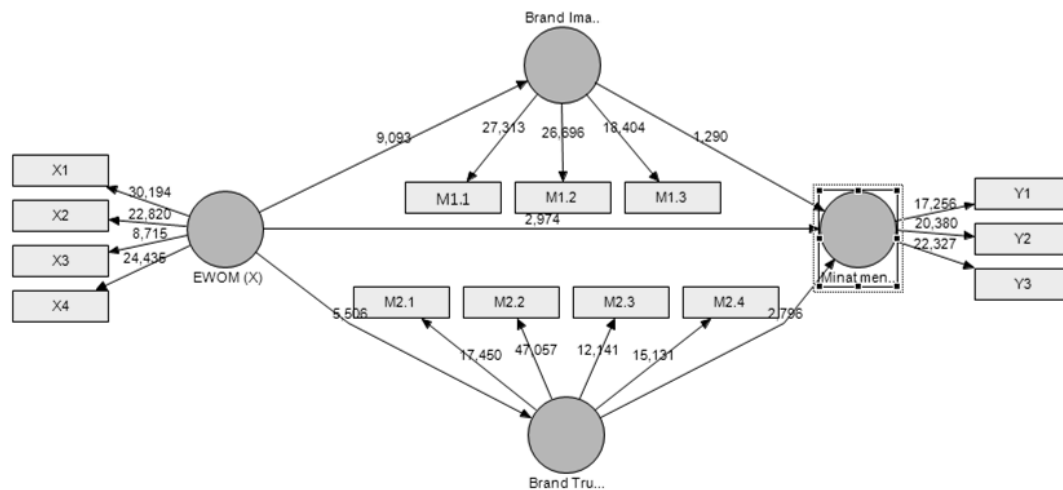 Brand Ima..
9,093
27,313
26,696
18,404
1,290
X1
X2
X3
X4
30,194
22,820
8,715
24,435
EWOM (X)
M1.1
M1.2
M1.3
2,974
Minat men..
17,256
20,380
22,327
Y1
Y2
Y3
M2.1
M2.2
M2.3
M2.4
5,506
17,450
47,057
12,141
15,131
2,796
Brand Tru...